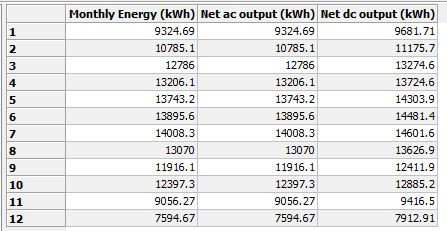 Monthly Energy (kWh) Net ac output (kWh) Net dc output (kWh)
1 9324.69 9324.69 9681.71
2 10785.1 10785.1 11175.7
3 12786 12786 13274.6
4 13206.1 13206.1 13724.6
5 13743.2 13743.2 14303.9
6 13895.6 13895.6 14481.4
7 14008.3 14008.3 14601.6
8 13070 13070 13626.9
9 11916.1 11916.1 12411.9
10 12397.3 12397.3 12885.2
11 9056.27 9056.27 9416.5
12 7594.67 7594.67 7912.91